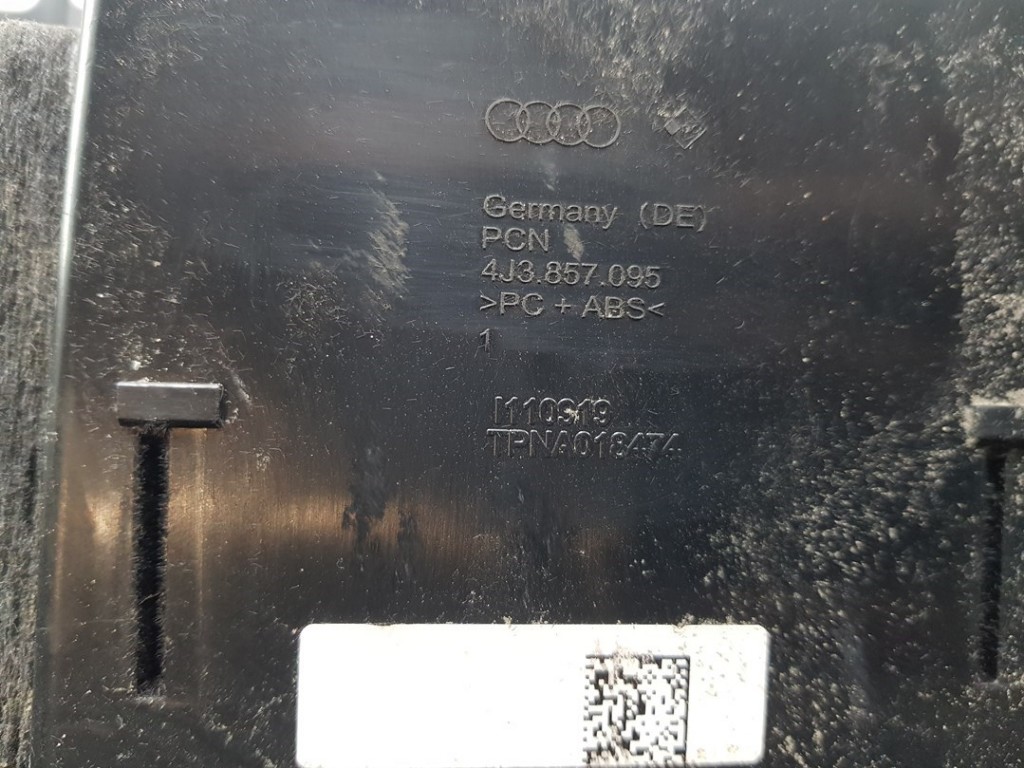 Germany (DE)
PCN
4J3.857.095
>PC + ABS<
1
I110919
TPNA018474